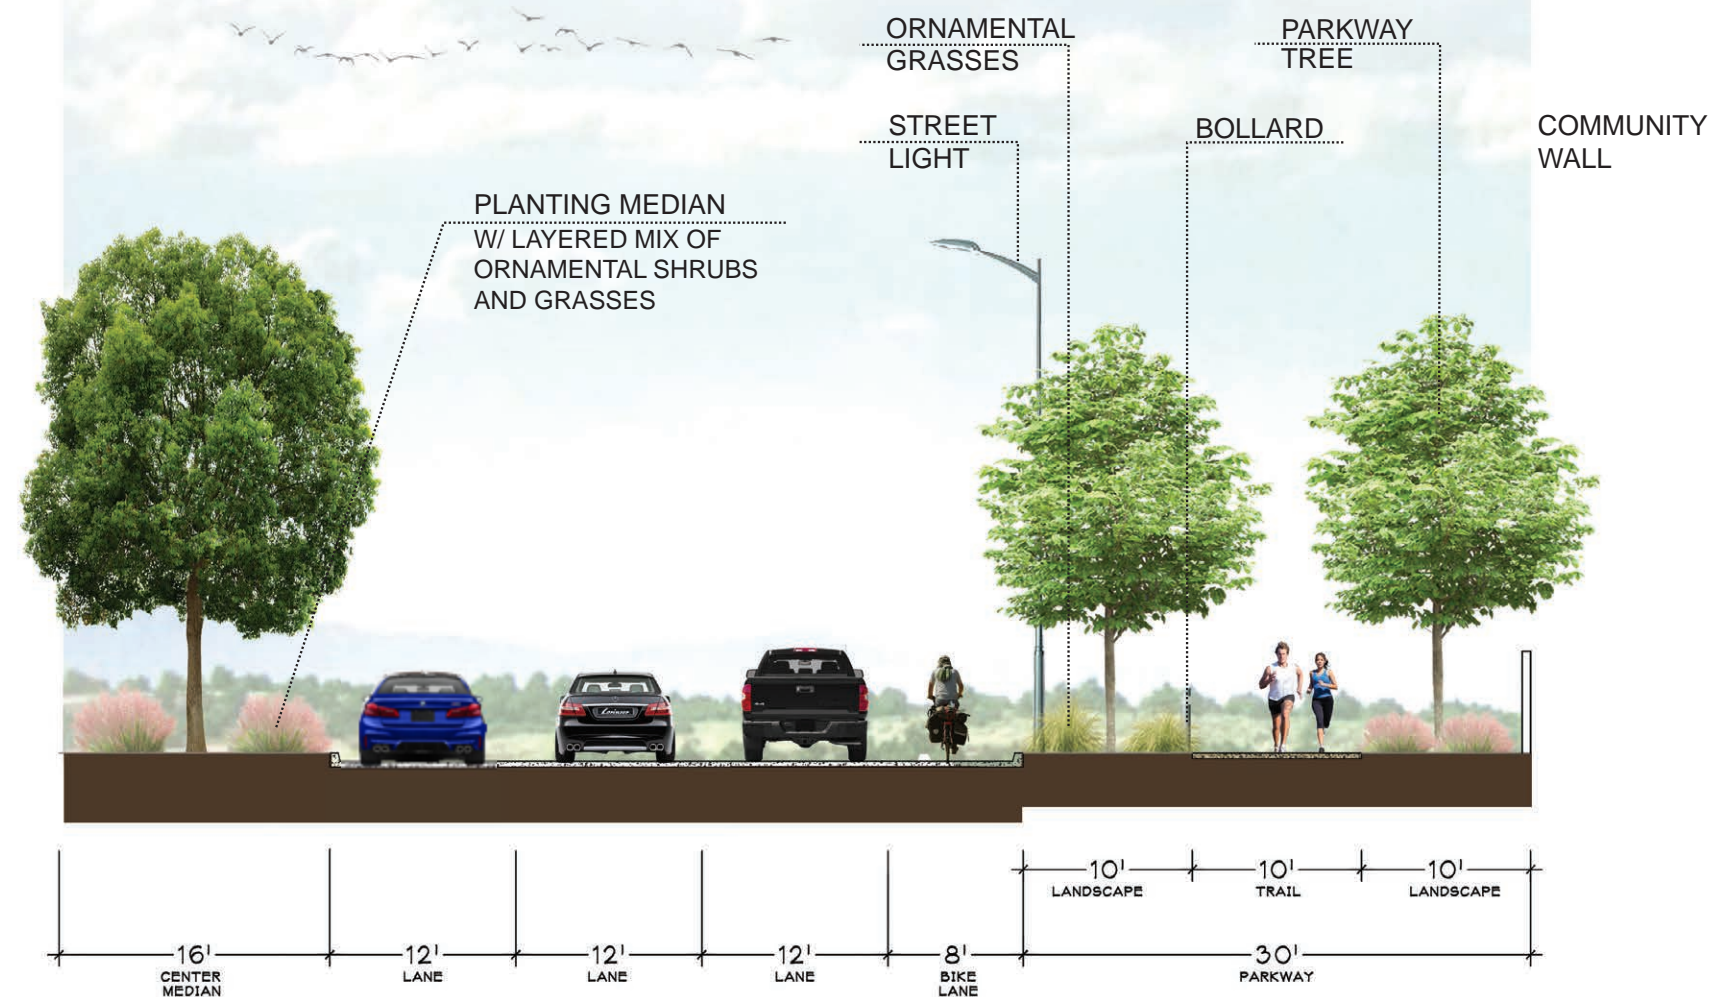 ORNAMENTAL
GRASSES
PARKWAY
TREE
STREET
LIGHT
BOLLARD
COMMUNITY
WALL
PLANTING MEDIAN
W/ LAYERED MIX OF
ORNAMENTAL SHRUBS
AND GRASSES
Lorinser
10'
LANDSCAPE
10'
TRAIL
10'
LANDSCAPE
16'
CENTER
MEDIAN
12'
LANE
12'
LANE
12'
LANE
8'
BIKE
LANE
30'
PARKWAY